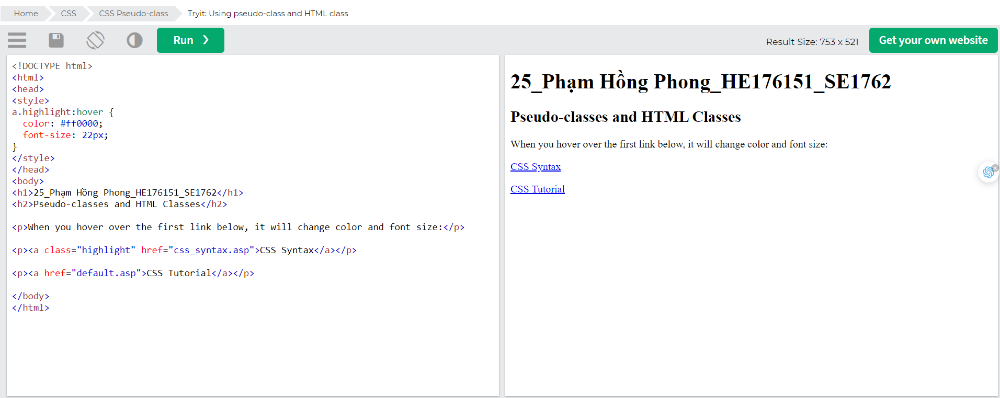 Home CSS CSS Pseudo-class Tryit: Using pseudo-class and HTML class
Run ❯ Result Size: 753 x 521 Get your own website
<!DOCTYPE html>
<html>
<head>
<style>
a.highlight:hover {
  color: #ff0000;
  font-size: 22px;
}
</style>
</head>
<body>
<h1>25_Phạm Hồng Phong_HE176151_SE1762</h1>
<h2>Pseudo-classes and HTML Classes</h2>
<p>When you hover over the first link below, it will change color and font size:</p>
<p><a class="highlight" href="css_syntax.asp">CSS Syntax</a></p>
<p><a href="default.asp">CSS Tutorial</a></p>
</body>
</html>
25_Phạm Hồng Phong_HE176151_SE1762
Pseudo-classes and HTML Classes
When you hover over the first link below, it will change color and font size:
CSS Syntax
CSS Tutorial